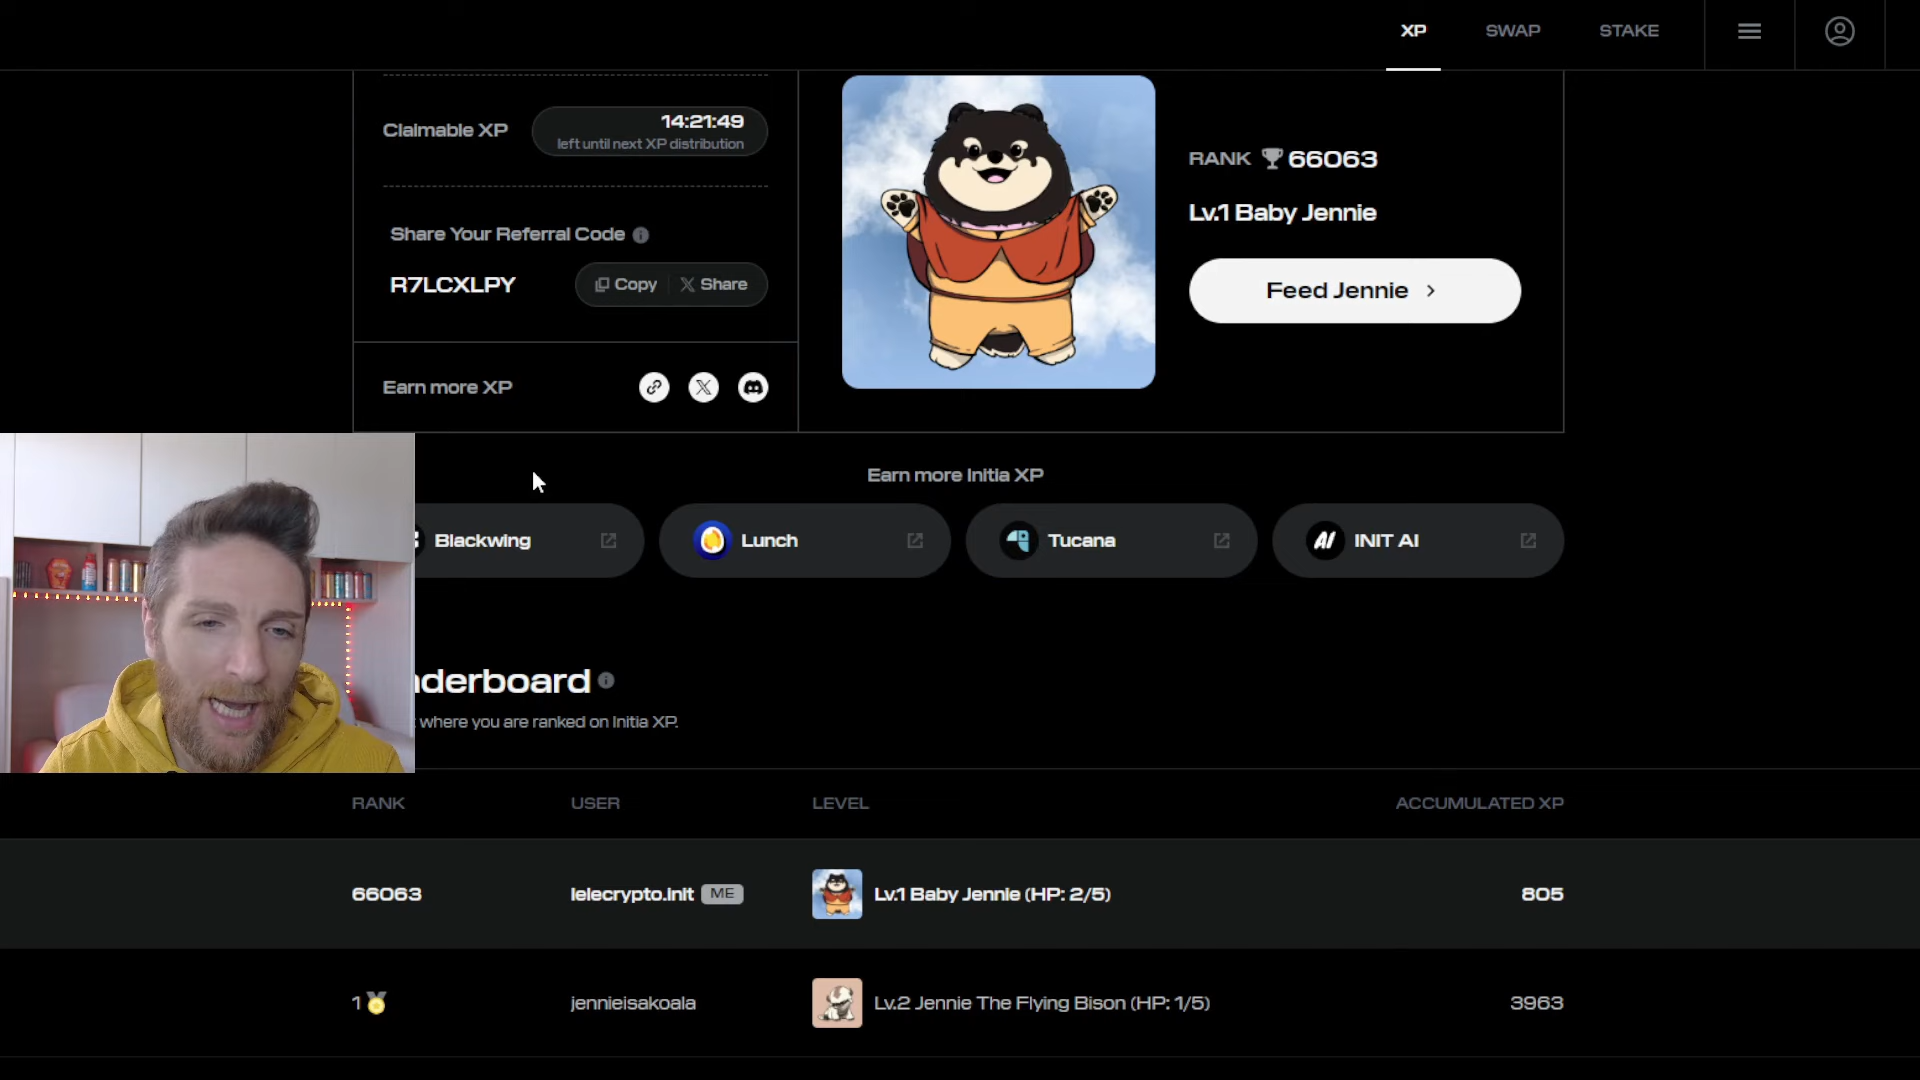 XP
SWAP
STAKE
Claimable XP
14:21:49
left until next XP distribution
RANK 66063
Lv.1 Baby Jennie
Share Your Referral Code
R7LCXLPY
Copy
Share
Feed Jennie
Earn more XP
Earn more Initia XP
Blackwing
Lunch
Tucana
INIT AI
derboard
where you are ranked on Initia XP.
RANK USER LEVEL ACCUMULATED XP
66063 lelecrypto.init ME Lv.1 Baby Jennie (HP: 2/5) 805
1 jennieisakoala Lv.2 Jennie The Flying Bison (HP: 1/5) 3963